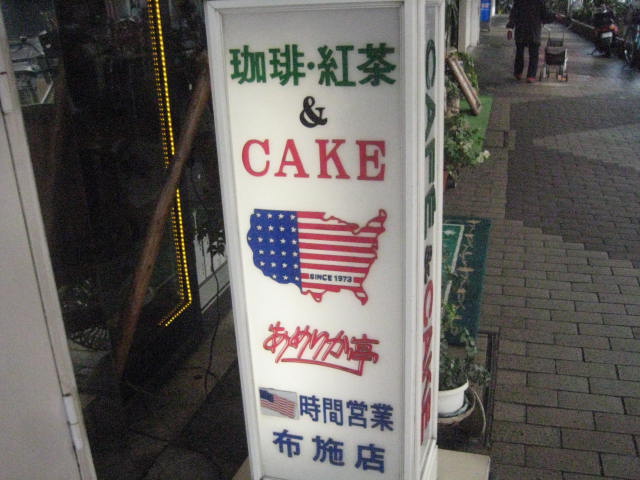 珈琲・紅茶
&
CAKE
SINCE 1973
あめりか亭
時間営業
布施店
CAFE & CAKE